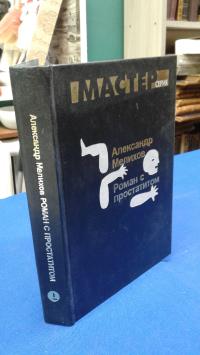 МАСТЕР
СЕРИЯ
Александр
Мелихов
Роман с
простатитом
Александр Мелихов РОМАН С ПРОСТАТИТОМ